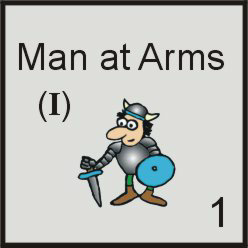 Man at Arms
(I)
1